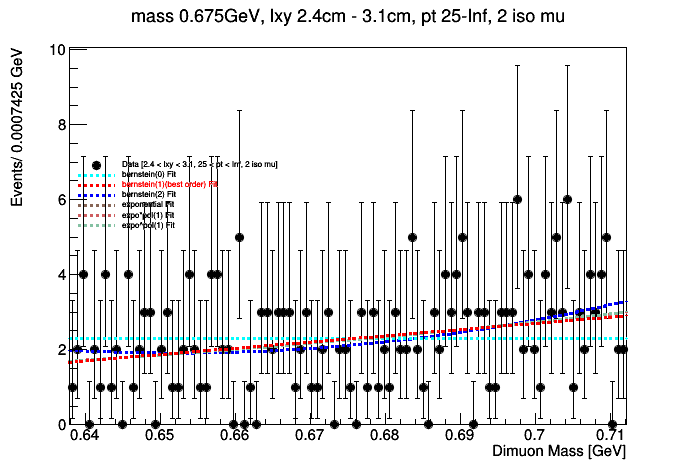 mass 0.675GeV, lxy 2.4cm - 3.1cm, pt 25-Inf, 2 iso mu
Events/ 0.0007425 GeV
10
8
6
4
2
0
Data [2.4 < lxy < 3.1, 25 < pt < Inf, 2 iso mu]
bernstein(0) Fit
bernstein(1)(best order) Fit
bernstein(2) Fit
exponential Fit
expo*pol(1) Fit
expo*pol(1) Fit
0.64 0.65 0.66 0.67 0.68 0.69 0.7 0.71
Dimuon Mass [GeV]